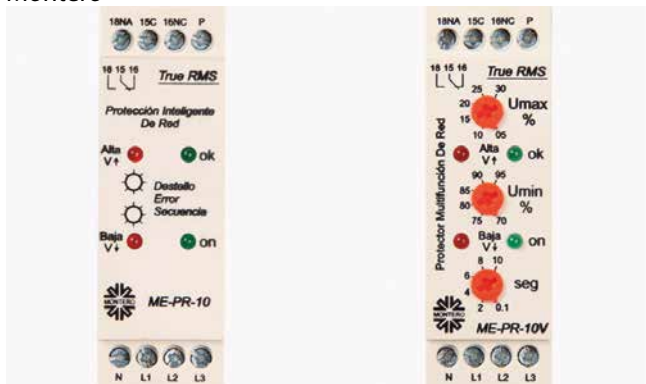 Montero
18NA 15C 16NC P
18 15 16
True RMS
Protección Inteligente
De Red
Alta
V↑
ok
Destello
Error
Secuencia
Baja
V↓
on
MONTERO
ME-PR-10
N L1 L2 L3
18NA 15C 16NC P
18 15 16
True RMS
25 30
20
15
10 05
Umax
%
Protector Multifunción De Red
Alta
V↑
ok
90 95
85
80
75 70
Umin
%
Baja
V↓
on
8 10
6
4
2 0.1
seg
MONTERO
ME-PR-10V
N L1 L2 L3